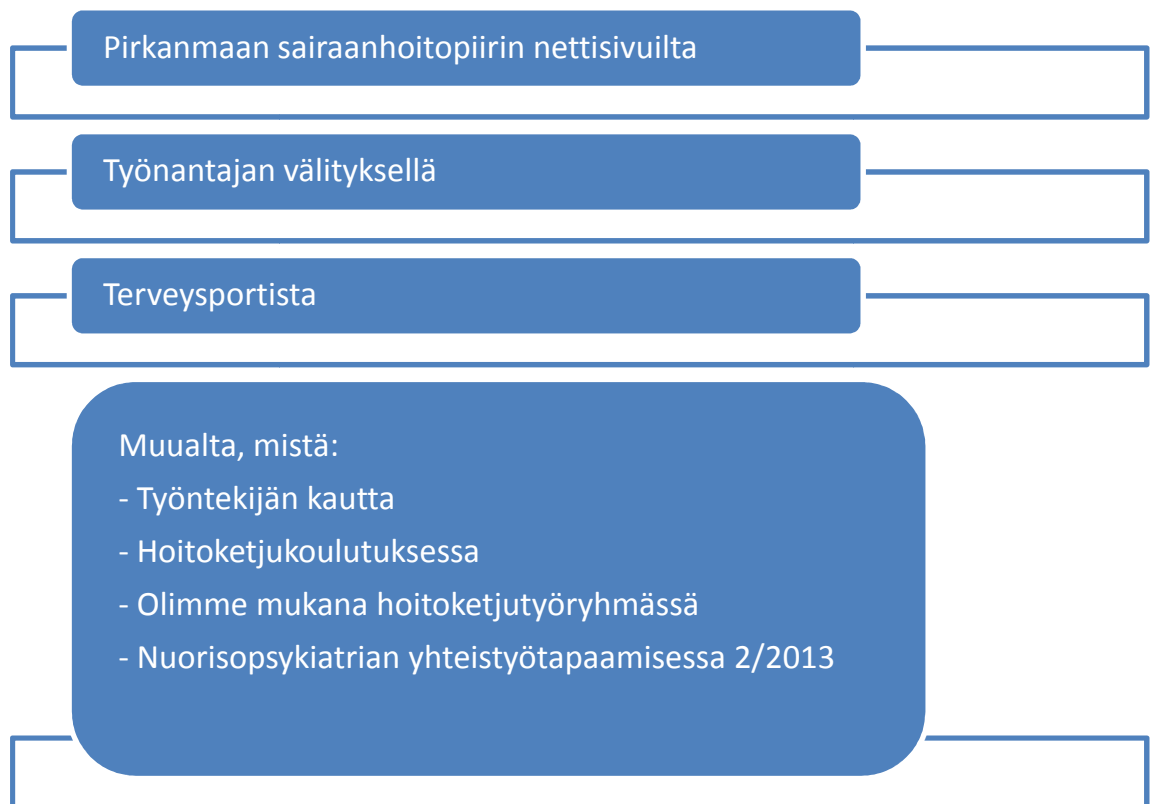 Pirkanmaan sairaanhoitopiirin nettisivuilta
Työnantajan välityksellä
Terveysportista
Muualta, mistä:
- Työntekijän kautta
- Hoitoketjukoulutuksessa
- Olimme mukana hoitoketjutyöryhmässä
- Nuorisopsykiatrian yhteistyötapaamisessa 2/2013